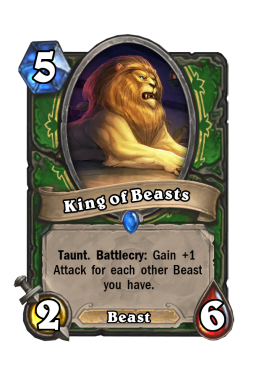 5
King of Beasts
Taunt. Battlecry: Gain +1
Attack for each other Beast
you have.
2
Beast
6